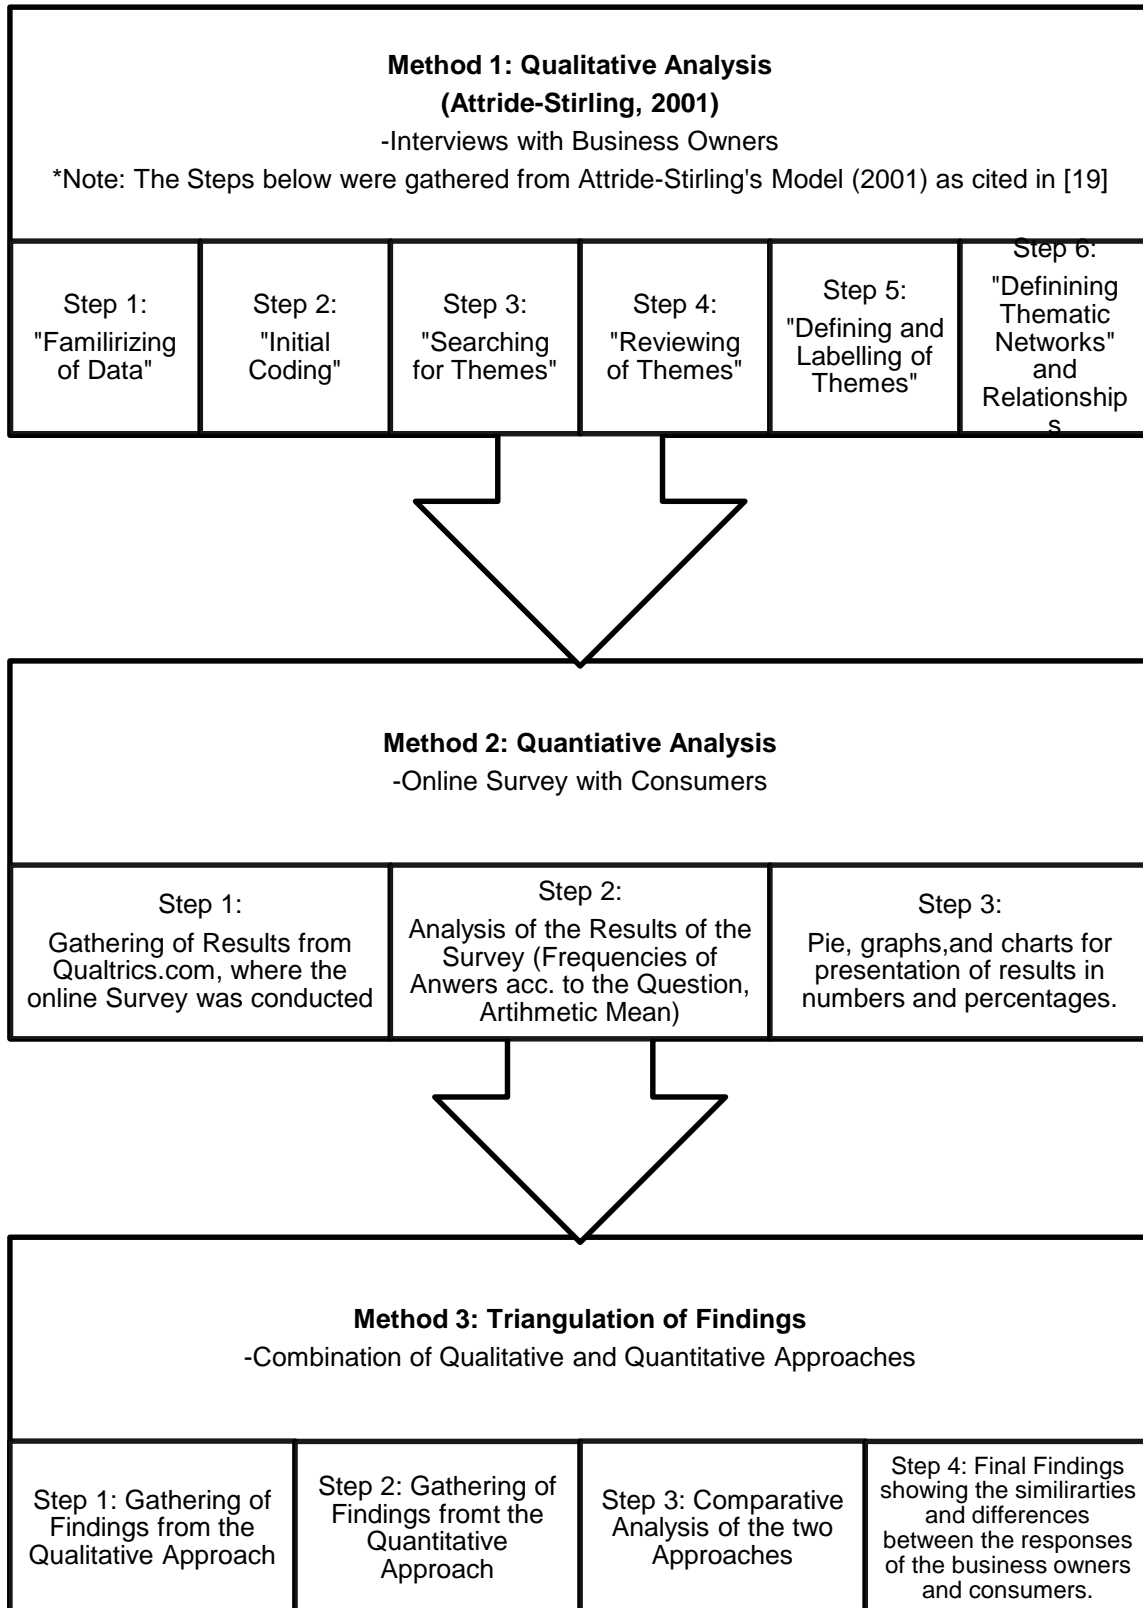 Method 1: Qualitative Analysis
(Attride-Stirling, 2001)
-Interviews with Business Owners
*Note: The Steps below were gathered from Attride-Stirling's Model (2001) as cited in [19]
Step 1:
"Familirizing
of Data"
Step 2:
"Initial
Coding"
Step 3:
"Searching
for Themes"
Step 4:
"Reviewing
of Themes"
Step 5:
"Defining and
Labelling of
Themes"
Step 6:
"Definining
Thematic
Networks"
and
Relationship
s
Method 2: Quantiative Analysis
-Online Survey with Consumers
Step 1:
Gathering of Results from
Qualtrics.com, where the
online Survey was conducted
Step 2:
Analysis of the Results of the
Survey (Frequencies of
Anwers acc. to the Question,
Artihmetic Mean)
Step 3:
Pie, graphs,and charts for
presentation of results in
numbers and percentages.
Method 3: Triangulation of Findings
-Combination of Qualitative and Quantitative Approaches
Step 1: Gathering of
Findings from the
Qualitative Approach
Step 2: Gathering of
Findings fromt the
Quantitative
Approach
Step 3: Comparative
Analysis of the two
Approaches
Step 4: Final Findings
showing the similirarties
and differences
between the responses
of the business owners
and consumers.